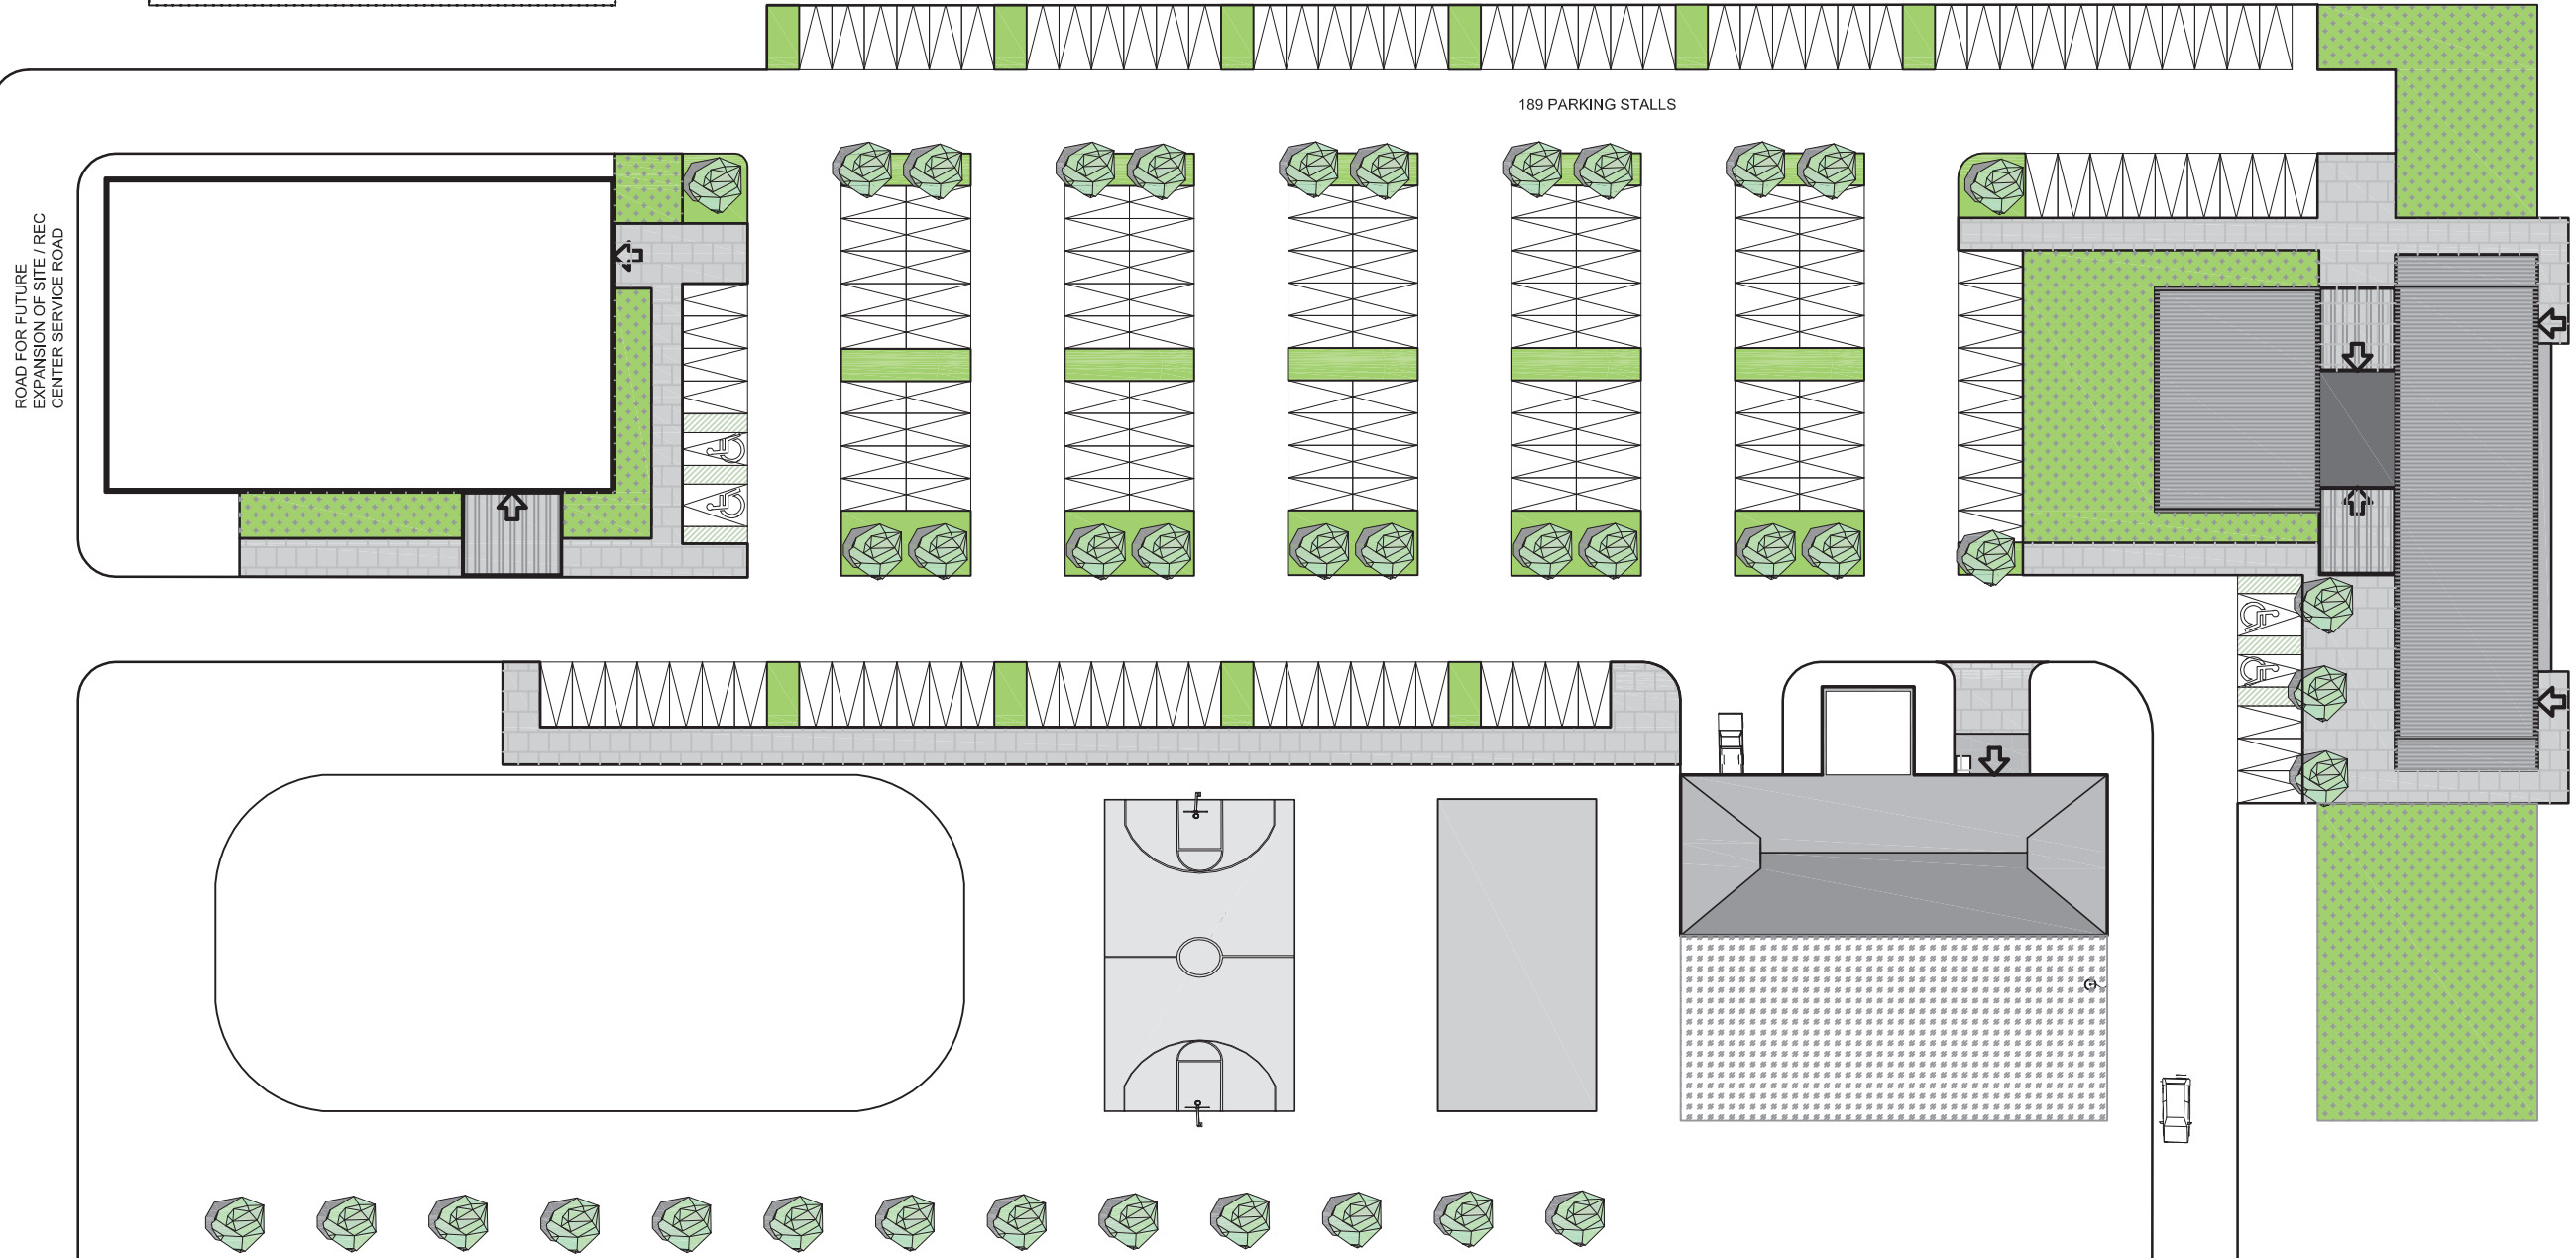 189 PARKING STALLS
ROAD FOR FUTURE
EXPANSION OF SITE / REC
CENTER SERVICE ROAD